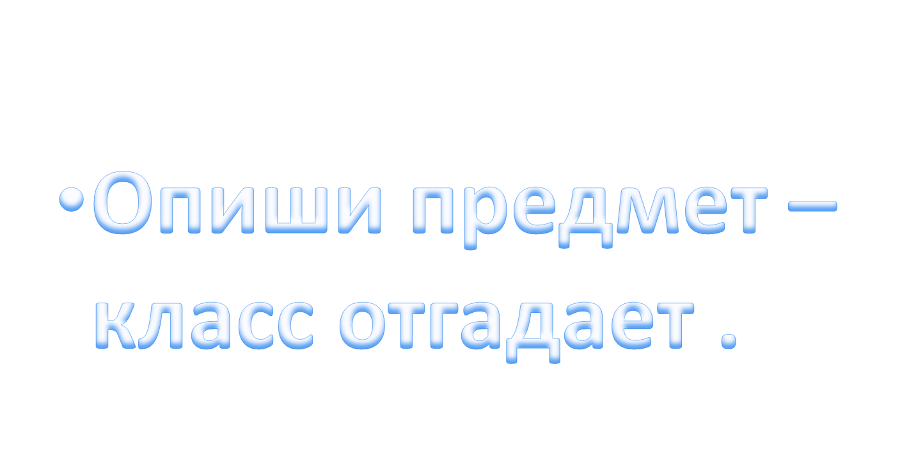 •Опиши предмет –
класс отгадает .